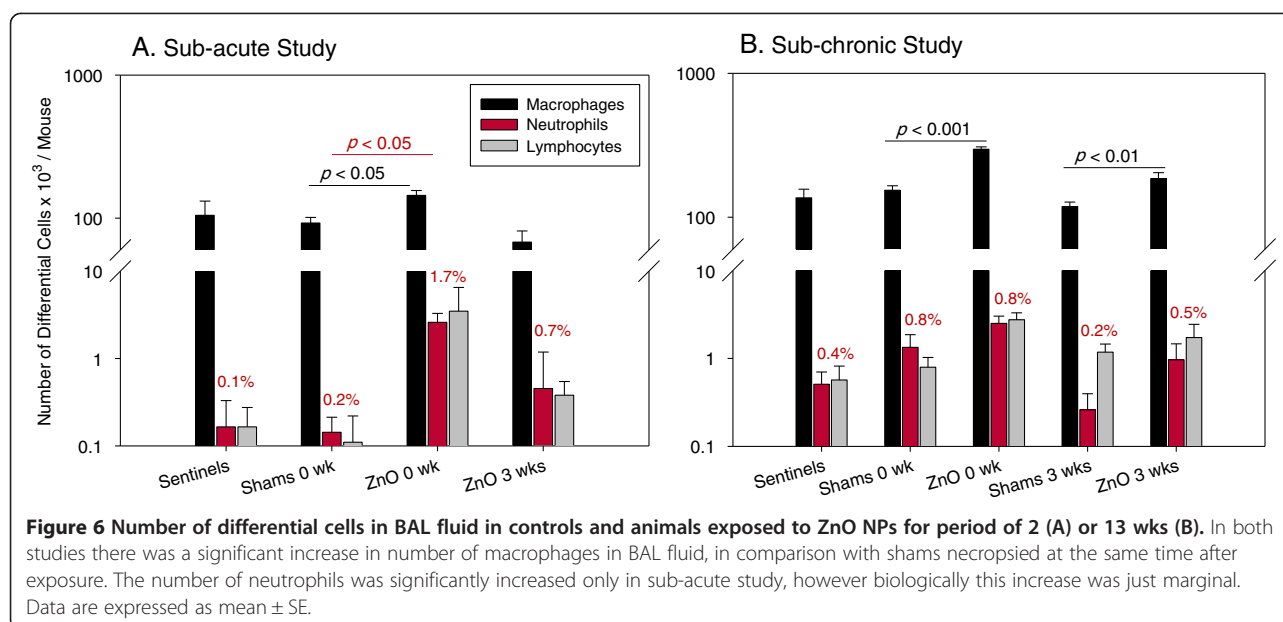 A. Sub-acute Study
1000
100
10
1
0.1
Number of Differential Cells x 10³ / Mouse
Macrophages
Neutrophils
Lymphocytes
p < 0.05
p < 0.05
0.1%
0.2%
1.7%
0.7%
Sentinels
Shams 0 wk
ZnO 0 wk
ZnO 3 wks
B. Sub-chronic Study
1000
100
10
1
0.1
p < 0.001
p < 0.01
0.4%
0.8%
0.8%
0.2%
0.5%
Sentinels
Shams 0 wk
ZnO 0 wk
Shams 3 wks
ZnO 3 wks
Figure 6 Number of differential cells in BAL fluid in controls and animals exposed to ZnO NPs for period of 2 (A) or 13 wks (B). In both
studies there was a significant increase in number of macrophages in BAL fluid, in comparison with shams necropsied at the same time after
exposure. The number of neutrophils was significantly increased only in sub-acute study, however biologically this increase was just marginal.
Data are expressed as mean ± SE.